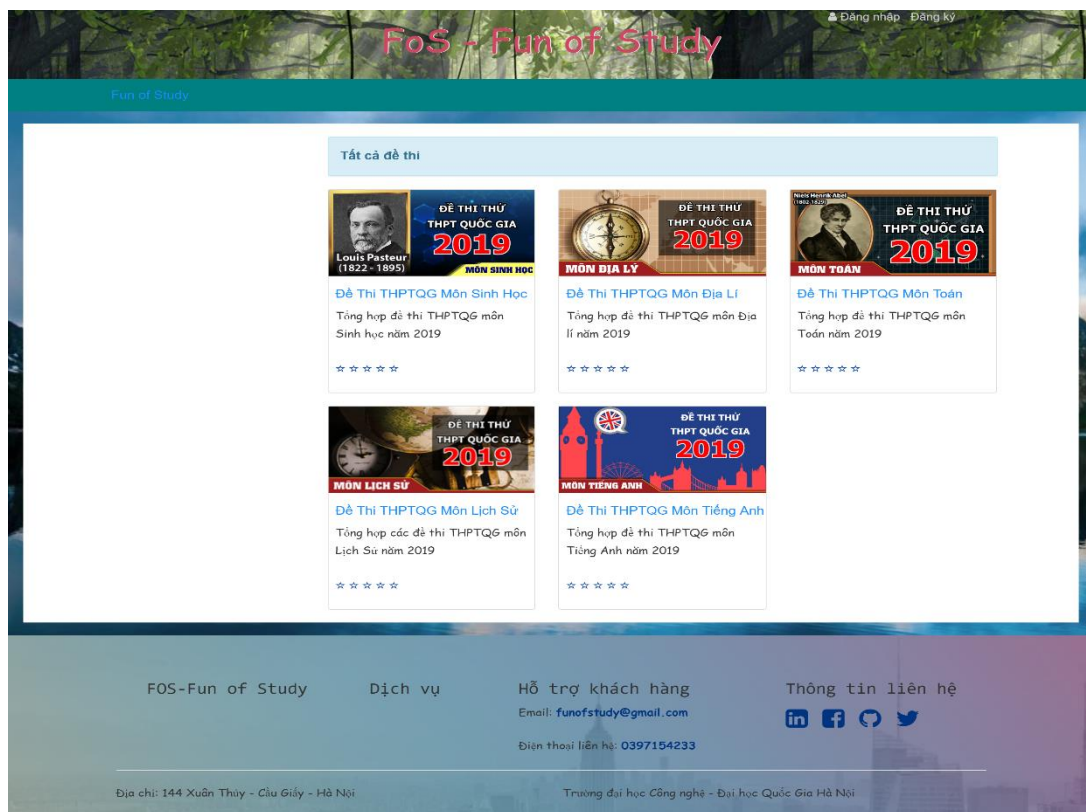 Đăng nhập Đăng ký
FoS - Fun of Study
Fun of Study
Tất cả đề thi
Louis Pasteur
(1822 - 1895)
ĐỀ THI THỬ
THPT QUỐC GIA
2019
MÔN SINH HỌC
Đề Thi THPTQG Môn Sinh Học
Tổng hợp đề thi THPTQG môn
Sinh học năm 2019
ĐỀ THI THỬ
THPT QUỐC GIA
2019
MÔN ĐỊA LÝ
Đề Thi THPTQG Môn Địa Lí
Tổng hợp đề thi THPTQG môn Địa
lí năm 2019
Niels Henrik Abel
(1802-1829)
ĐỀ THI THỬ
THPT QUỐC GIA
2019
MÔN TOÁN
Đề Thi THPTQG Môn Toán
Tổng hợp đề thi THPTQG môn
Toán năm 2019
ĐỀ THI THỬ
THPT QUỐC GIA
2019
MÔN LỊCH SỬ
Đề Thi THPTQG Môn Lịch Sử
Tổng hợp các đề thi THPTQG môn
Lịch Sử năm 2019
ĐỀ THI THỬ
THPT QUỐC GIA
2019
MÔN TIẾNG ANH
Đề Thi THPTQG Môn Tiếng Anh
Tổng hợp đề thi THPTQG môn
Tiếng Anh năm 2019
FOS-Fun of Study
Dịch vụ
Hỗ trợ khách hàng
Email: funofstudy@gmail.com
Điện thoại liên hệ: 0397154233
Thông tin liên hệ
Địa chỉ: 144 Xuân Thủy - Cầu Giấy - Hà Nội
Trường đại học Công nghệ - Đại học Quốc Gia Hà Nội